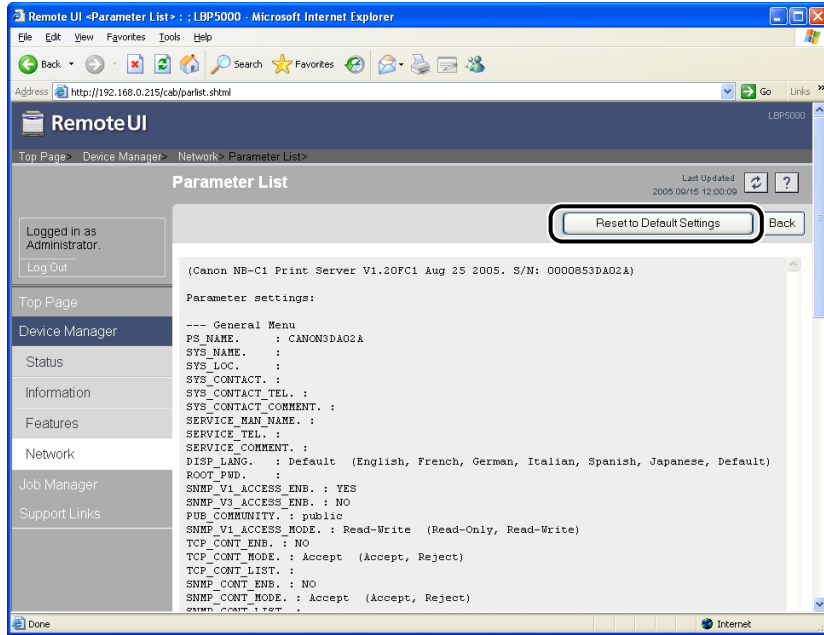 Remote UI <Parameter List> : ; LBP5000 - Microsoft Internet Explorer
File Edit View Favorites Tools Help
Back Search Favorites
Address http://192.168.0.215/cab/parlist.shtml Go Links »
Remote UI
LBP5000
Top Page> Device Manager> Network> Parameter List>
Parameter List
Last Updated
2005 09/15 12:00:09
?
Reset to Default Settings Back
Logged in as
Administrator.
Log Out
Top Page
Device Manager
Status
Information
Features
Network
Job Manager
Support Links
(Canon NB-C1 Print Server V1.20FC1 Aug 25 2005. S/N: 0000853DA02A)
Parameter settings:
--- General Menu
PS_NAME. : CANON3DA02A
SYS_NAME. :
SYS_LOC. :
SYS_CONTACT. :
SYS_CONTACT_TEL. :
SYS_CONTACT_COMMENT. :
SERVICE_MAN_NAME. :
SERVICE_TEL. :
SERVICE_COMMENT. :
DISP_LANG. : Default (English, French, German, Italian, Spanish, Japanese, Default)
ROOT_PWD. :
SNMP_V1_ACCESS_ENB. : YES
SNMP_V3_ACCESS_ENB. : NO
PUB_COMMUNITY. : public
SNMP_V1_ACCESS_MODE. : Read-Write (Read-Only, Read-Write)
TCP_CONT_ENB. : NO
TCP_CONT_MODE. : Accept (Accept, Reject)
TCP_CONT_LIST. :
SNMP_CONT_ENB. : NO
SNMP_CONT_MODE. : Accept (Accept, Reject)
SNMP_CONT_LIST. :
Done Internet